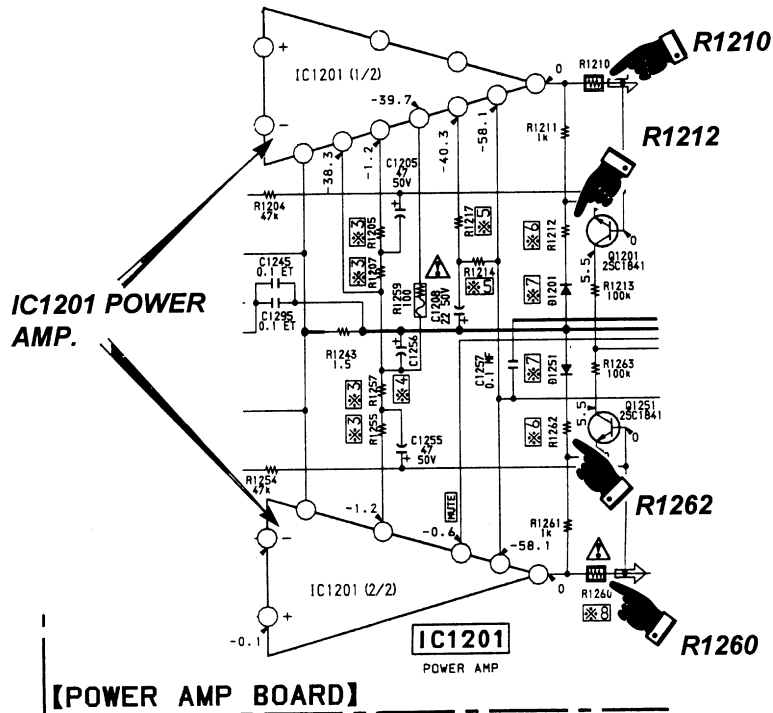 R1210
R1210
0
IC1201 (1/2)
+
-
-39.7
-38.3
-1.2
-40.3
-58.1
R1211
1k
R1212
C1205
47
50V
+
R1204
47k
※3
R1205
R1217
※5
※6
R1212
0
Q1201
2SC1841
5.5
※3
R1207
R1259
100
C1208
22 50V
+
R1214
※5
※7
D1201
R1213
100k
C1245
0.1 ET
C1295
0.1 ET
IC1201 POWER
AMP.
R1243
1.5
+
C1256
※4
C1257
0.1 MF
※7
D1251
R1263
100k
※3
R1257
※3
R1255
5.5
Q1251
2SC1841
0
※6
R1262
C1255
47
50V
+
R1254
47k
R1262
MUTE
-1.2
-0.6
-58.1
R1261
1k
-
IC1201 (2/2)
0
R1260
※8
R1260
+
-0.1
IC1201
POWER AMP
【POWER AMP BOARD】